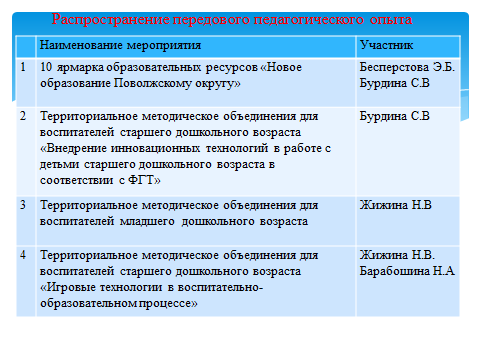 Распространение передового педагогического опыта
Наименование мероприятия Участник
1 10 ярмарка образовательных ресурсов «Новое Бесперстова Э.Б.
образование Поволжскому округу» Бурдина С.В
2 Территориальное методическое объединения для Бурдина С.В
воспитателей старшего дошкольного возраста
«Внедрение инновационных технологий в работе с
детьми старшего дошкольного возраста в
соответствии с ФГТ»
3 Территориальное методическое объединения для Жижина Н.В
воспитателей младшего дошкольного возраста
4 Территориальное методическое объединения для Жижина Н.В.
воспитателей старшего дошкольного возраста Барабошина Н.А
«Игровые технологии в воспитательно-
образовательном процессе»